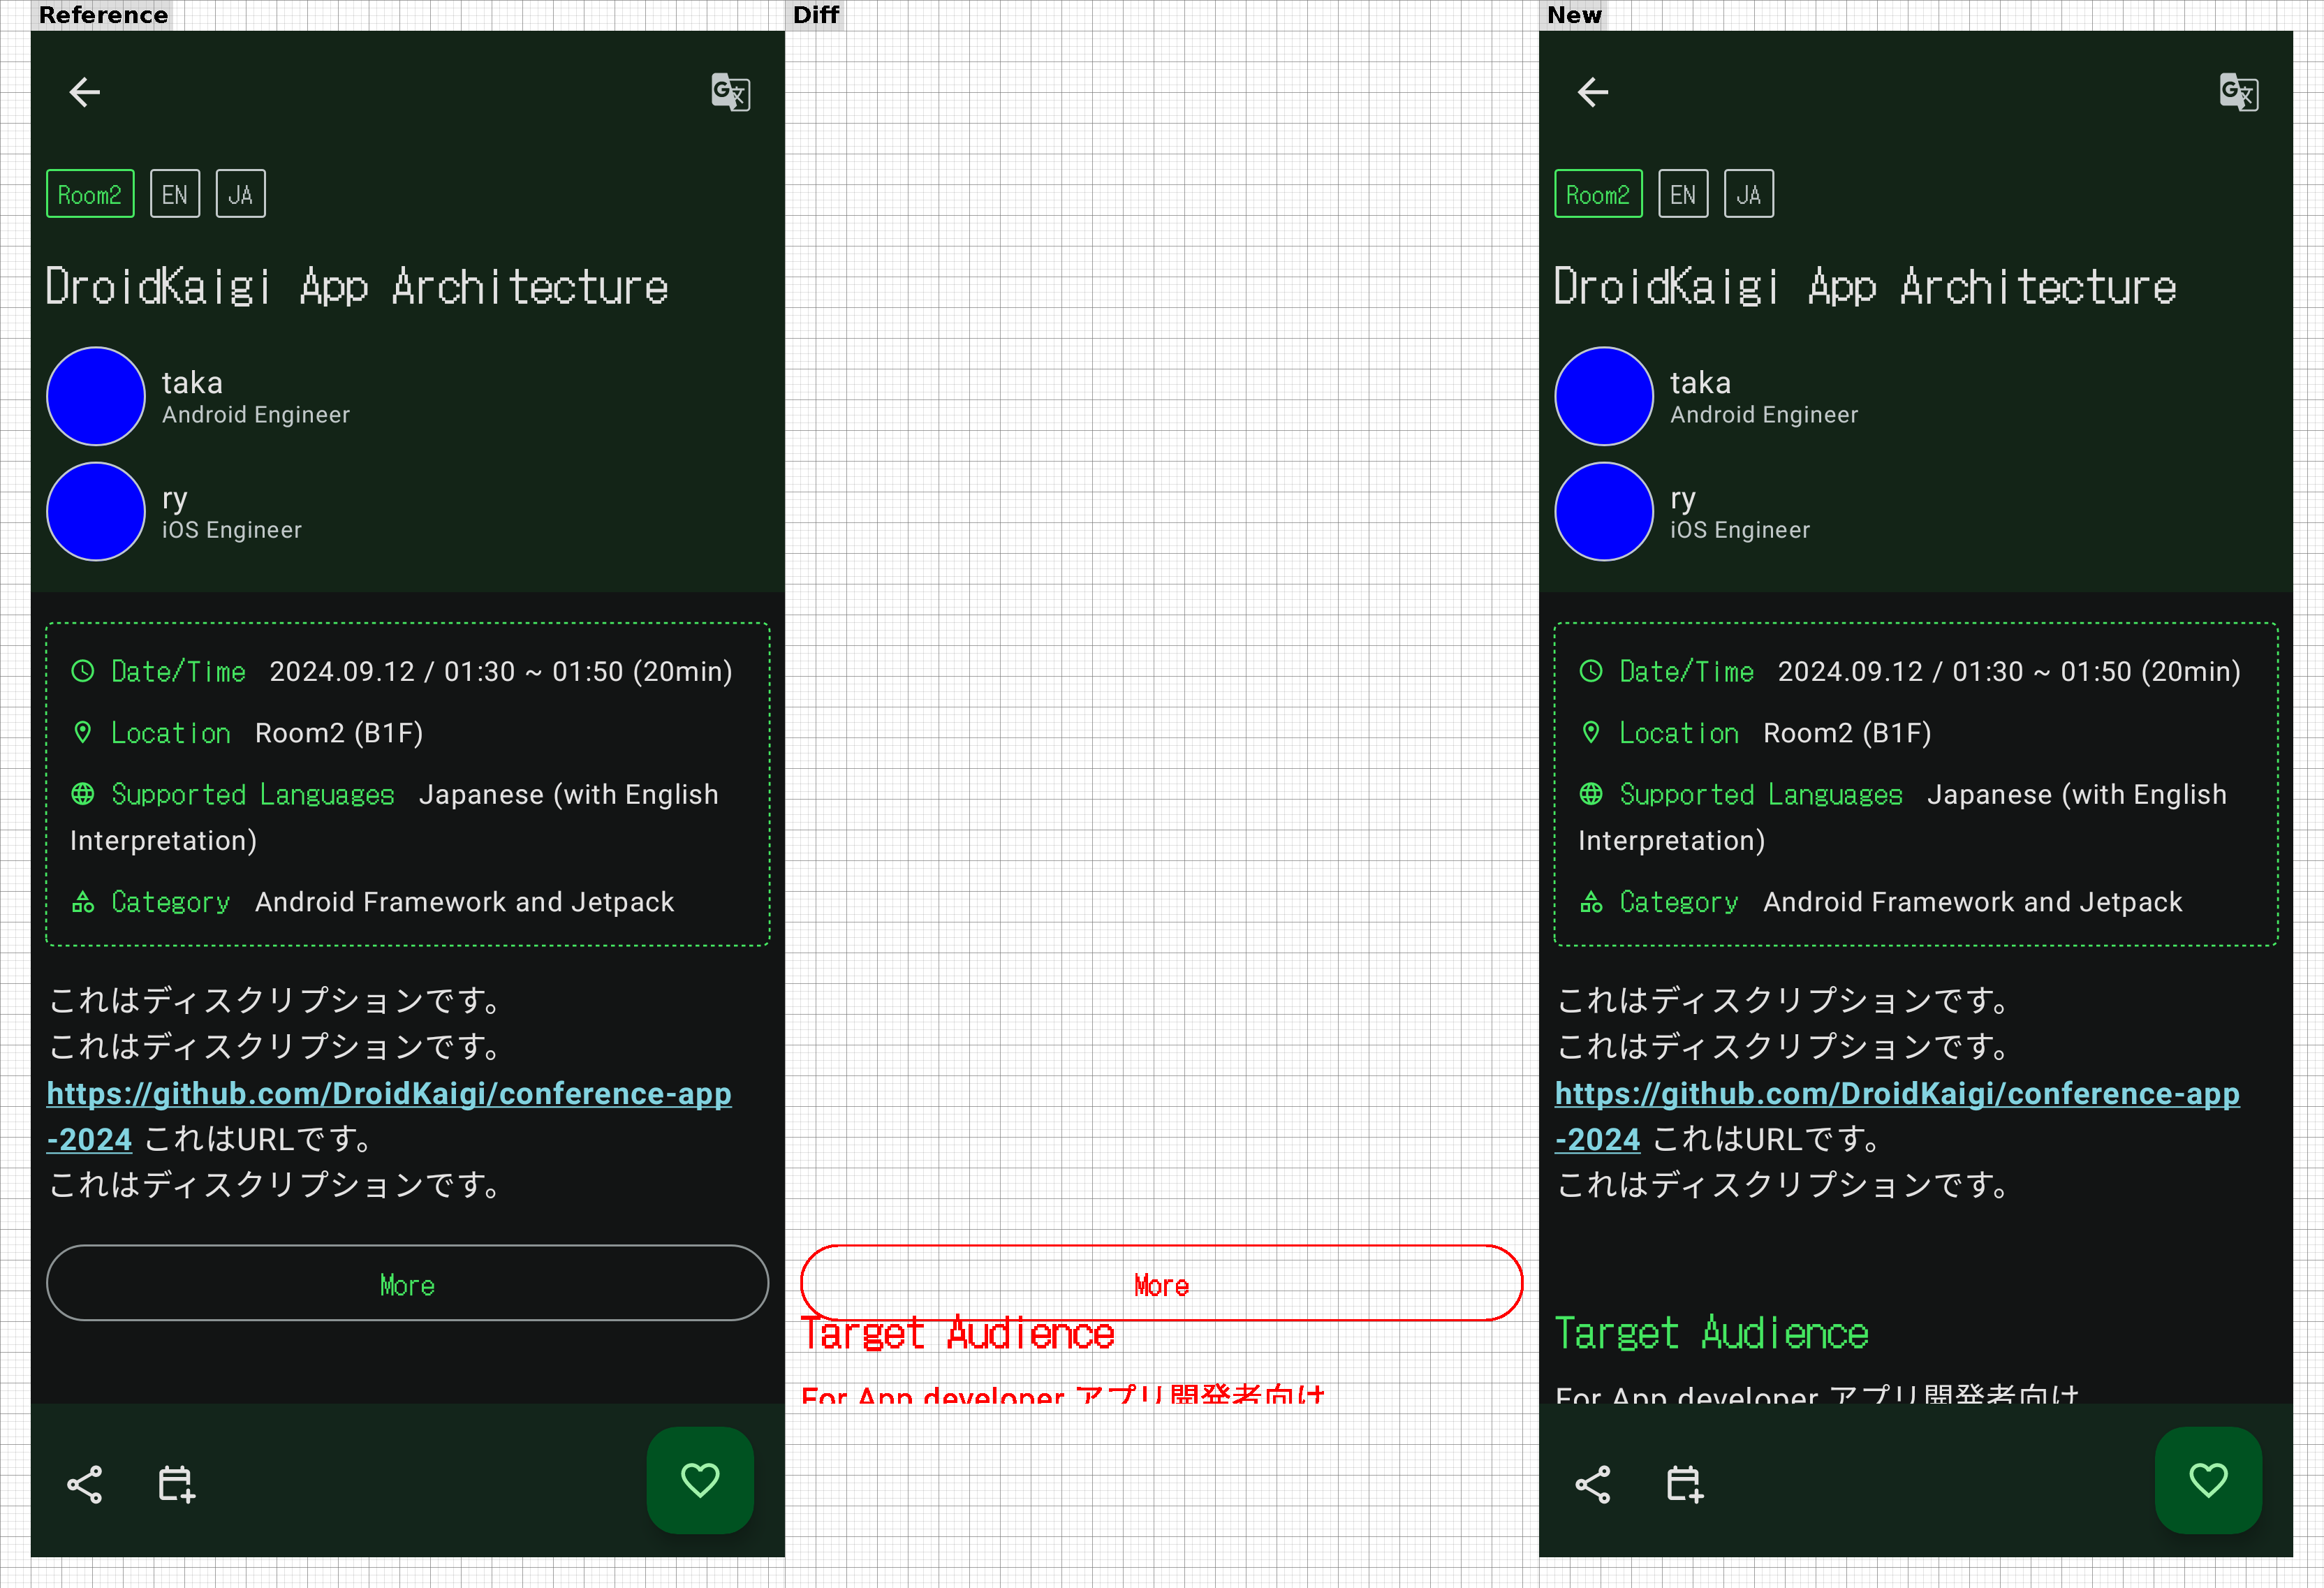 Reference
Room2 EN JA
DroidKaigi App Architecture
taka
Android Engineer
ry
iOS Engineer
Date/Time 2024.09.12 / 01:30 ~ 01:50 (20min)
Location Room2 (B1F)
Supported Languages Japanese (with English
Interpretation)
Category Android Framework and Jetpack
これはディスクリプションです。
これはディスクリプションです。
https://github.com/DroidKaigi/conference-app
-2024 これはURLです。
これはディスクリプションです。
More
Diff
More
Target Audience
For App developer アプリ開発者向け
New
Room2 EN JA
DroidKaigi App Architecture
taka
Android Engineer
ry
iOS Engineer
Date/Time 2024.09.12 / 01:30 ~ 01:50 (20min)
Location Room2 (B1F)
Supported Languages Japanese (with English
Interpretation)
Category Android Framework and Jetpack
これはディスクリプションです。
これはディスクリプションです。
https://github.com/DroidKaigi/conference-app
-2024 これはURLです。
これはディスクリプションです。
Target Audience
For App developer アプリ開発者向け